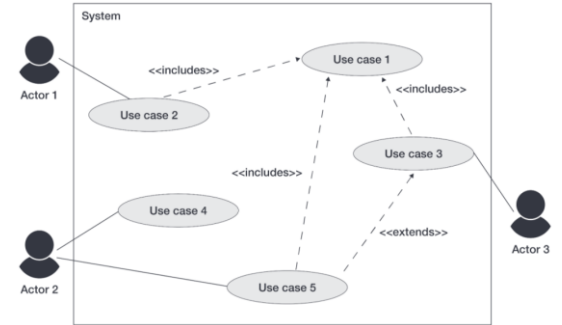 System
Use case 1
<<includes>>
Actor 1
<<includes>>
Use case 2
Use case 3
<<includes>>
Use case 4
<<extends>>
Actor 3
Actor 2
Use case 5